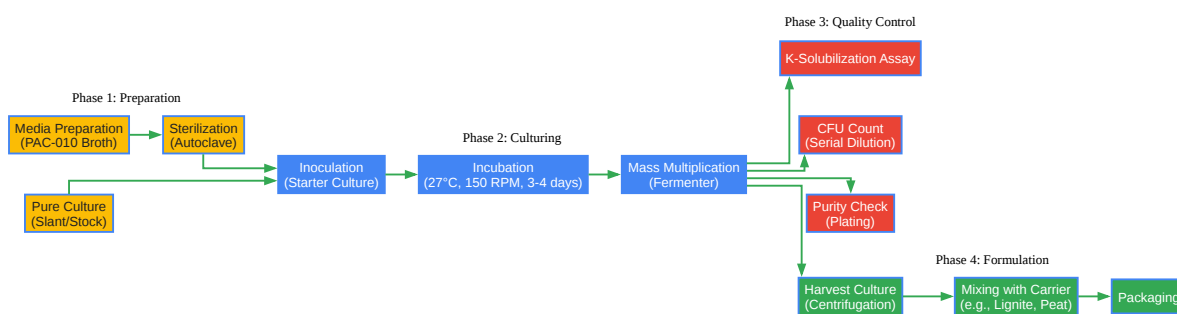 Phase 1: Preparation
Media Preparation
(PAC-010 Broth)
Sterilization
(Autoclave)
Pure Culture
(Slant/Stock)
Phase 2: Culturing
Inoculation
(Starter Culture)
Incubation
(27°C, 150 RPM, 3-4 days)
Mass Multiplication
(Fermenter)
Phase 3: Quality Control
K-Solubilization Assay
CFU Count
(Serial Dilution)
Purity Check
(Plating)
Phase 4: Formulation
Harvest Culture
(Centrifugation)
Mixing with Carrier
(e.g., Lignite, Peat)
Packaging